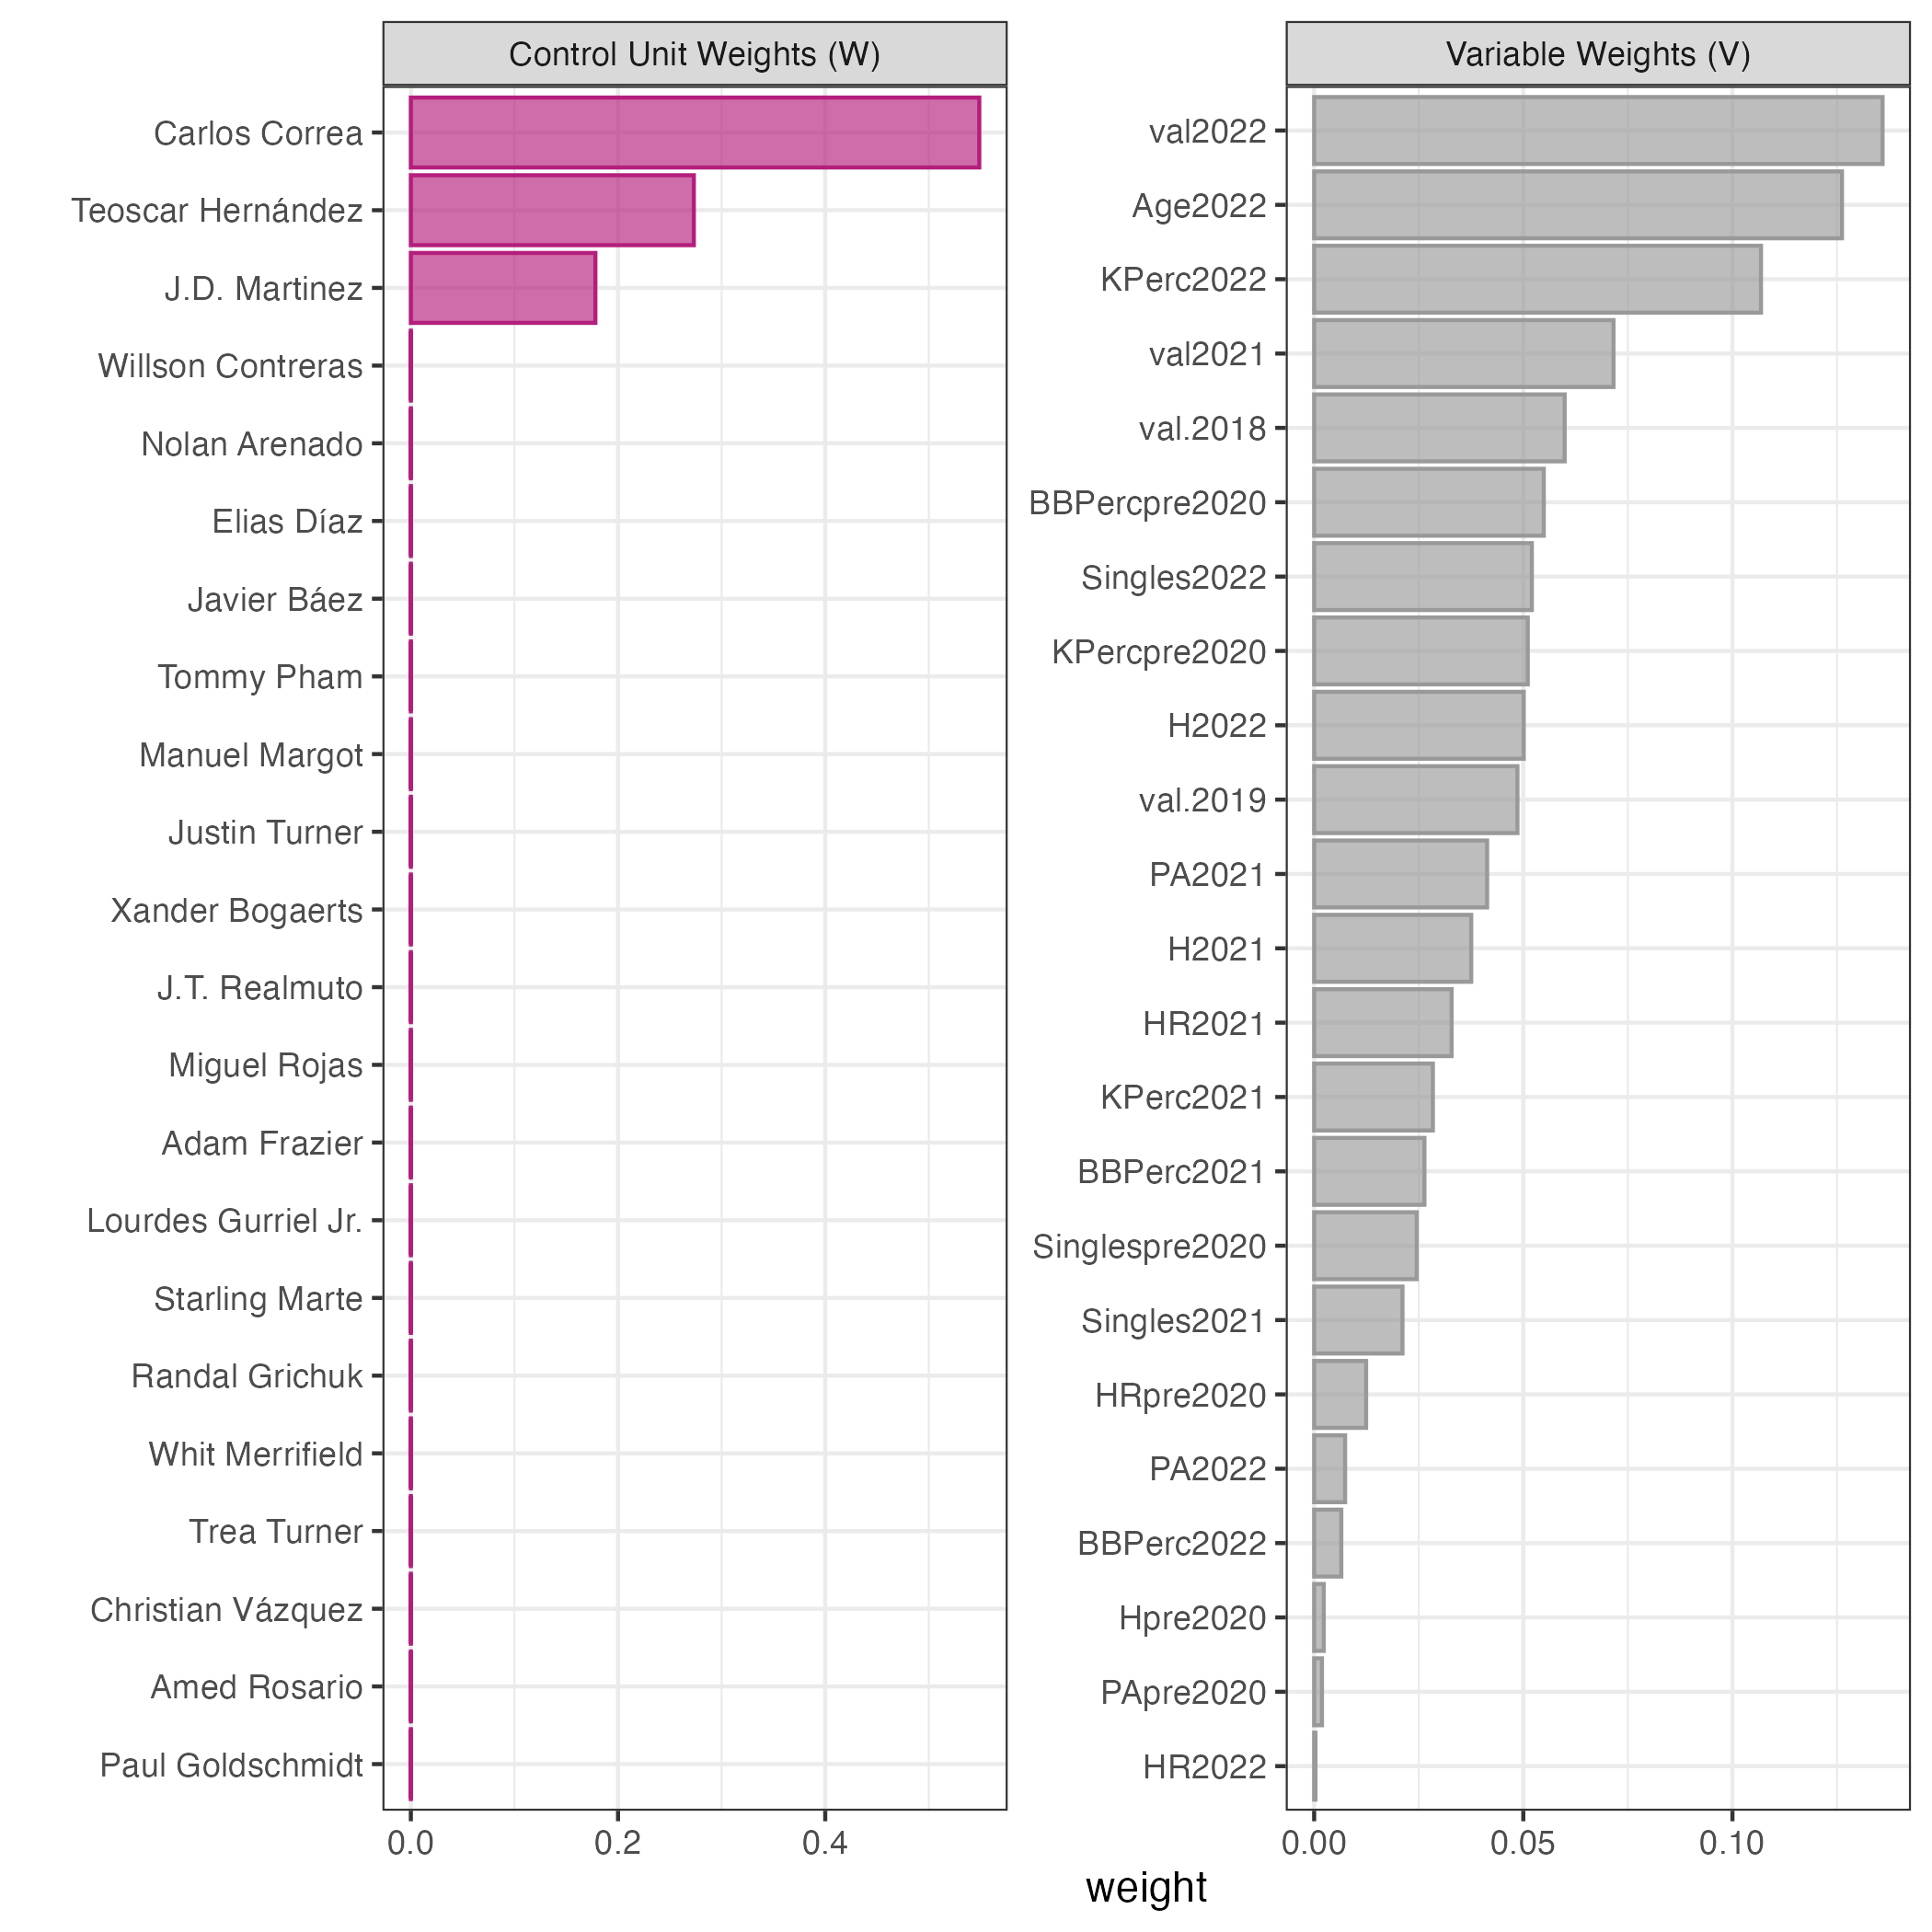 Control Unit Weights (W)
Carlos Correa
Teoscar Hernández
J.D. Martinez
Willson Contreras
Nolan Arenado
Elias Díaz
Javier Báez
Tommy Pham
Manuel Margot
Justin Turner
Xander Bogaerts
J.T. Realmuto
Miguel Rojas
Adam Frazier
Lourdes Gurriel Jr.
Starling Marte
Randal Grichuk
Whit Merrifield
Trea Turner
Christian Vázquez
Amed Rosario
Paul Goldschmidt
0.0 0.2 0.4
Variable Weights (V)
val2022
Age2022
KPerc2022
val2021
val.2018
BBPercpre2020
Singles2022
KPercpre2020
H2022
val.2019
PA2021
H2021
HR2021
KPerc2021
BBPerc2021
Singlespre2020
Singles2021
HRpre2020
PA2022
BBPerc2022
Hpre2020
PApre2020
HR2022
0.00 0.05 0.10
weight